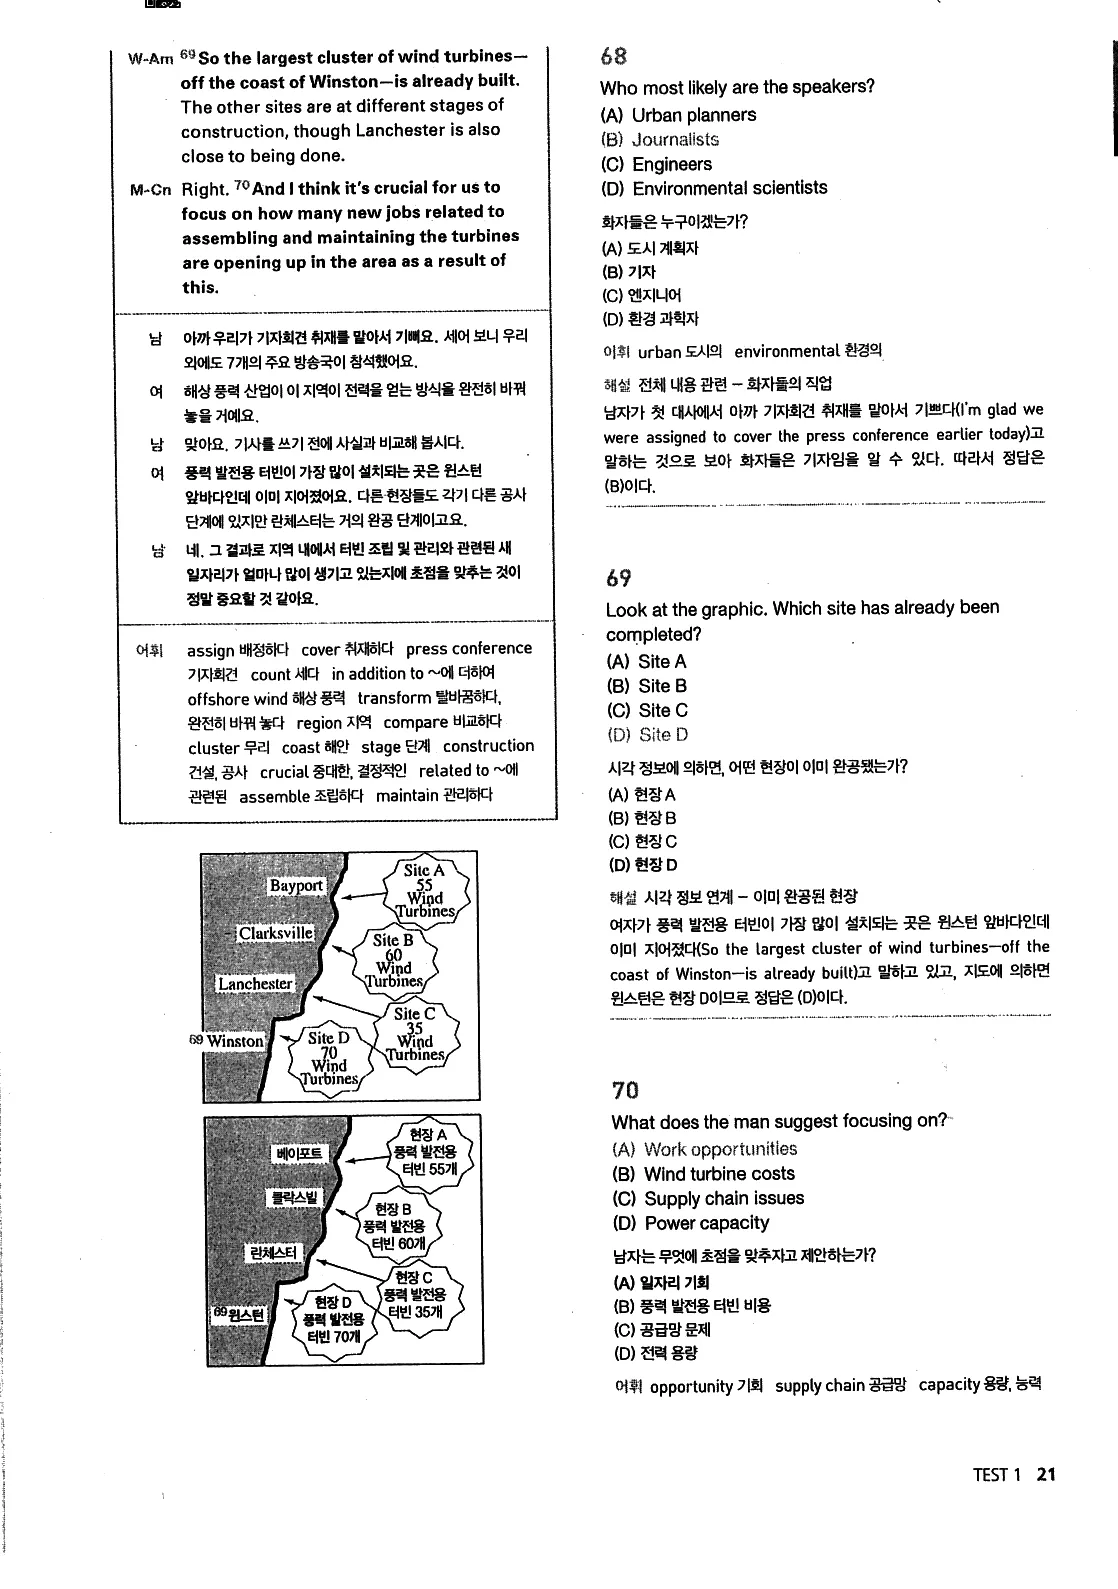 W-Am 69So the largest cluster of wind turbines—
off the coast of Winston—is already built.
The other sites are at different stages of
construction, though Lanchester is also
close to being done.
M-Cn Right. 70And I think it's crucial for us to
focus on how many new jobs related to
assembling and maintaining the turbines
are opening up in the area as a result of
this.
남 아까 우리가 기자회견 취재를 맡아서 기뻐요. 세어 보니 우리
외에도 7개의 주요 방송국이 참석했어요.
여 해상 풍력 산업이 이 지역이 전력을 얻는 방식을 완전히 바꿔
놓을 거예요.
남 맞아요. 기사를 쓰기 전에 사실과 비교해 봅시다.
여 풍력 발전용 터빈이 가장 많이 설치되는 곳은 윈스턴
앞바다인데 이미 지어졌어요. 다른 현장들도 각기 다른 공사
단계에 있지만 란체스터는 거의 완공 단계이고요.
남 네. 그 결과로 지역 내에서 터빈 조립 및 관리와 관련된 새
일자리가 얼마나 많이 생기고 있는지에 초점을 맞추는 것이
정말 중요할 것 같아요.
어휘 assign 배정하다 cover 취재하다 press conference
기자회견 count 세다 in addition to ~에 더하여
offshore wind 해상 풍력 transform 탈바꿈하다,
완전히 바꿔 놓다 region 지역 compare 비교하다
cluster 무리 coast 해안 stage 단계 construction
건설, 공사 crucial 중대한, 결정적인 related to ~에
관련된 assemble 조립하다 maintain 관리하다
Bayport
Clarksville
Lanchester
69 Winston
Site A
55
Wind
Turbines
Site B
60
Wind
Turbines
Site C
35
Wind
Turbines
Site D
70
Wind
Turbines
베이포트
클락스빌
란체스터
69윈스턴
현장 A
풍력 발전용
터빈 55개
현장 B
풍력 발전용
터빈 60개
현장 C
풍력 발전용
터빈 35개
현장 D
풍력 발전용
터빈 70개
68
Who most likely are the speakers?
(A) Urban planners
(B) Journalists
(C) Engineers
(D) Environmental scientists
화자들은 누구이겠는가?
(A) 도시 계획자
(B) 기자
(C) 엔지니어
(D) 환경 과학자
어휘 urban 도시의 environmental 환경의
해설 전체 내용 관련 – 화자들의 직업
남자가 첫 대사에서 아까 기자회견 취재를 맡아서 기쁘다(I'm glad we
were assigned to cover the press conference earlier today)고
말하는 것으로 보아 화자들은 기자임을 알 수 있다. 따라서 정답은
(B)이다.
69
Look at the graphic. Which site has already been
completed?
(A) Site A
(B) Site B
(C) Site C
(D) Site D
시각 정보에 의하면, 어떤 현장이 이미 완공됐는가?
(A) 현장 A
(B) 현장 B
(C) 현장 C
(D) 현장 D
해설 시각 정보 연계 – 이미 완공된 현장
여자가 풍력 발전용 터빈이 가장 많이 설치되는 곳은 윈스턴 앞바다인데
이미 지어졌다(So the largest cluster of wind turbines—off the
coast of Winston—is already built)고 말하고 있고, 지도에 의하면
윈스턴은 현장 D이므로 정답은 (D)이다.
70
What does the man suggest focusing on?
(A) Work opportunities
(B) Wind turbine costs
(C) Supply chain issues
(D) Power capacity
남자는 무엇에 초점을 맞추자고 제안하는가?
(A) 일자리 기회
(B) 풍력 발전용 터빈 비용
(C) 공급망 문제
(D) 전력 용량
어휘 opportunity 기회 supply chain 공급망 capacity 용량, 능력
TEST 1 21